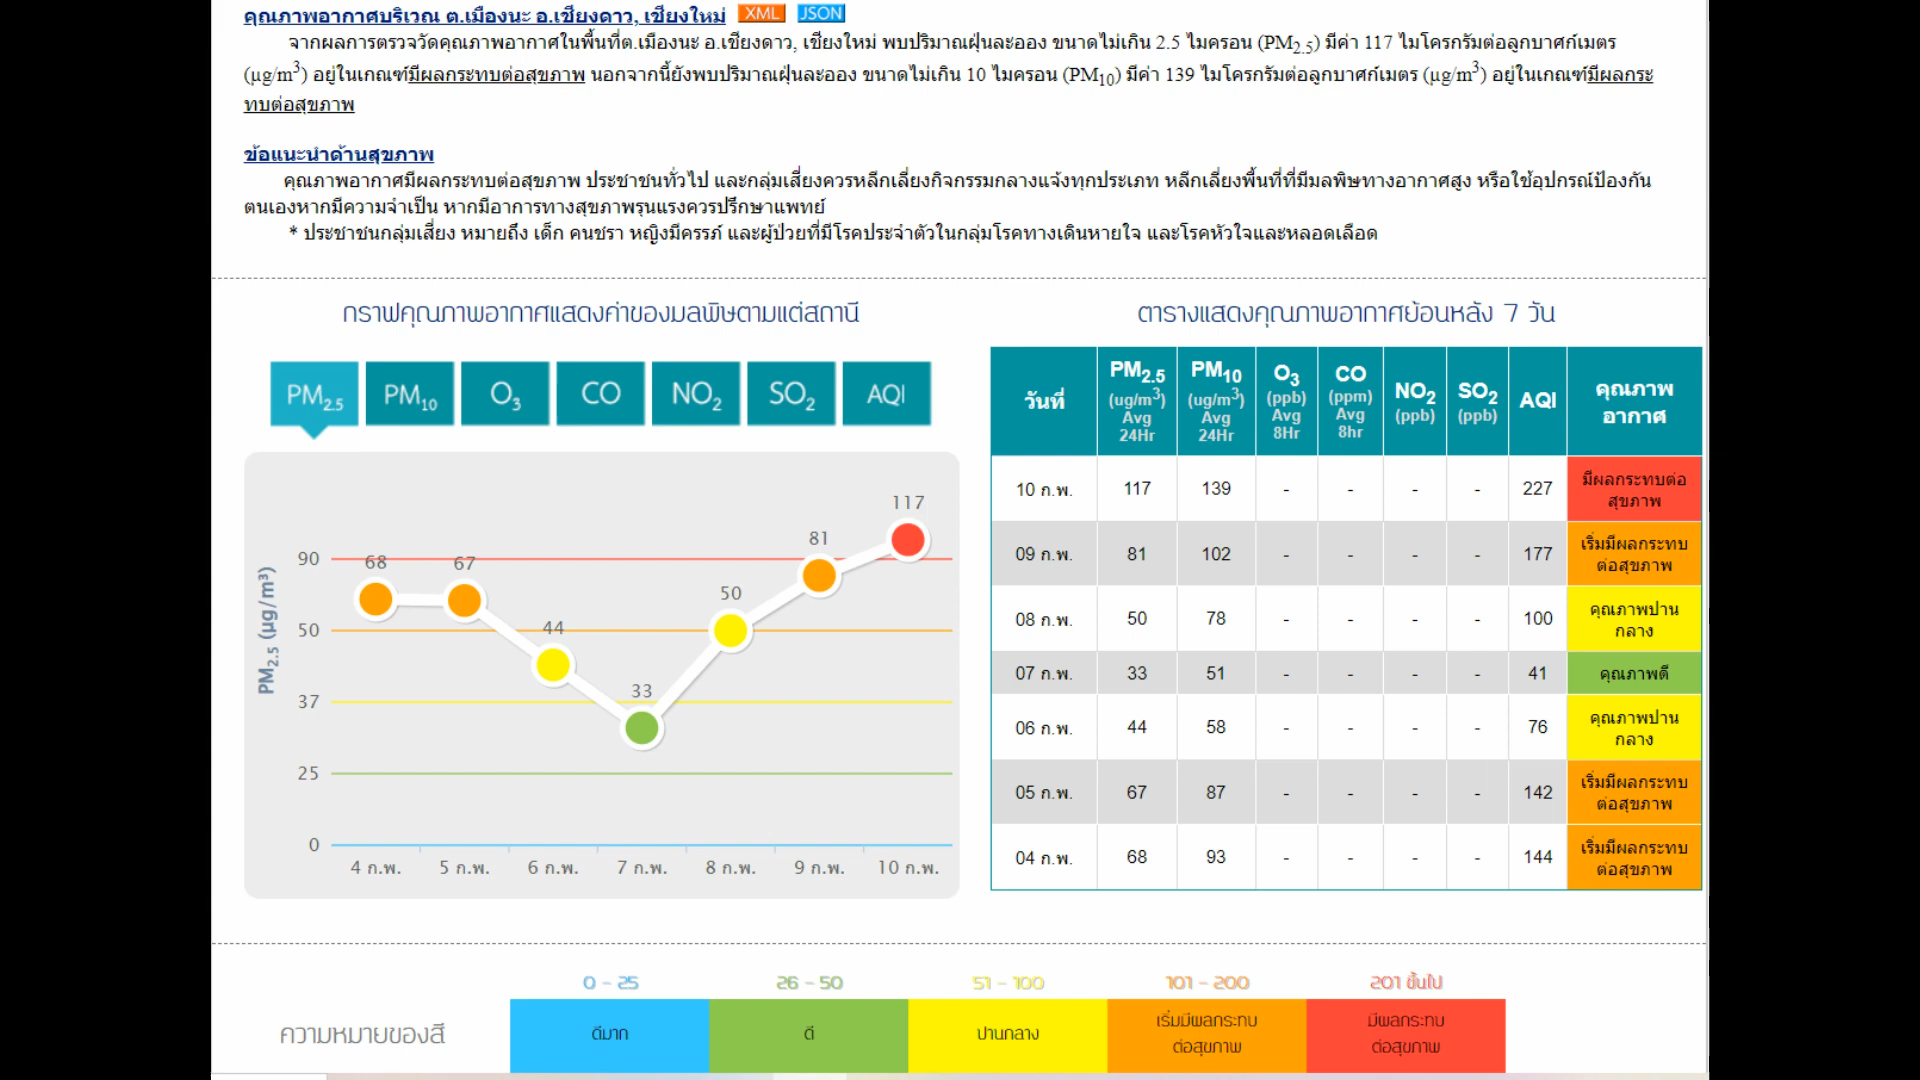 คุณภาพอากาศบริเวณ ต.เมืองนะ อ.เชียงดาว, เชียงใหม่ XML JSON
จากผลการตรวจวัดคุณภาพอากาศในพื้นที่ต.เมืองนะ อ.เชียงดาว, เชียงใหม่ พบปริมาณฝุ่นละออง ขนาดไม่เกิน 2.5 ไมครอน (PM2.5) มีค่า 117 ไมโครกรัมต่อลูกบาศก์เมตร
(µg/m3) อยู่ในเกณฑ์มีผลกระทบต่อสุขภาพ นอกจากนี้ยังพบปริมาณฝุ่นละออง ขนาดไม่เกิน 10 ไมครอน (PM10) มีค่า 139 ไมโครกรัมต่อลูกบาศก์เมตร (µg/m3) อยู่ในเกณฑ์มีผลกระ
ทบต่อสุขภาพ
ข้อแนะนำด้านสุขภาพ
คุณภาพอากาศมีผลกระทบต่อสุขภาพ ประชาชนทั่วไป และกลุ่มเสี่ยงควรหลีกเลี่ยงกิจกรรมกลางแจ้งทุกประเภท หลีกเลี่ยงพื้นที่ที่มีมลพิษทางอากาศสูง หรือใช้อุปกรณ์ป้องกัน
ตนเองหากมีความจำเป็น หากมีอาการทางสุขภาพรุนแรงควรปรึกษาแพทย์
* ประชาชนกลุ่มเสี่ยง หมายถึง เด็ก คนชรา หญิงมีครรภ์ และผู้ป่วยที่มีโรคประจำตัวในกลุ่มโรคทางเดินหายใจ และโรคหัวใจและหลอดเลือด
กราฟคุณภาพอากาศแสดงค่าของมลพิษตามแต่สถานี
PM2.5 PM10 O3 CO NO2 SO2 AQI
PM2.5 (µg/m³)
90
50
37
25
0
68 67 44 33 50 81 117
4 ก.พ. 5 ก.พ. 6 ก.พ. 7 ก.พ. 8 ก.พ. 9 ก.พ. 10 ก.พ.
ตารางแสดงคุณภาพอากาศย้อนหลัง 7 วัน
วันที่ PM2.5 (ug/m3) Avg 24Hr PM10 (ug/m3) Avg 24Hr O3 (ppb) Avg 8Hr CO (ppm) Avg 8hr NO2 (ppb) SO2 (ppb) AQI คุณภาพอากาศ
10 ก.พ. 117 139 - - - - 227 มีผลกระทบต่อสุขภาพ
09 ก.พ. 81 102 - - - - 177 เริ่มมีผลกระทบต่อสุขภาพ
08 ก.พ. 50 78 - - - - 100 คุณภาพปานกลาง
07 ก.พ. 33 51 - - - - 41 คุณภาพดี
06 ก.พ. 44 58 - - - - 76 คุณภาพปานกลาง
05 ก.พ. 67 87 - - - - 142 เริ่มมีผลกระทบต่อสุขภาพ
04 ก.พ. 68 93 - - - - 144 เริ่มมีผลกระทบต่อสุขภาพ
0 - 25 26 - 50 51 - 100 101 - 200 201 ขึ้นไป
ความหมายของสี ดีมาก ดี ปานกลาง เริ่มมีผลกระทบต่อสุขภาพ มีผลกระทบต่อสุขภาพ